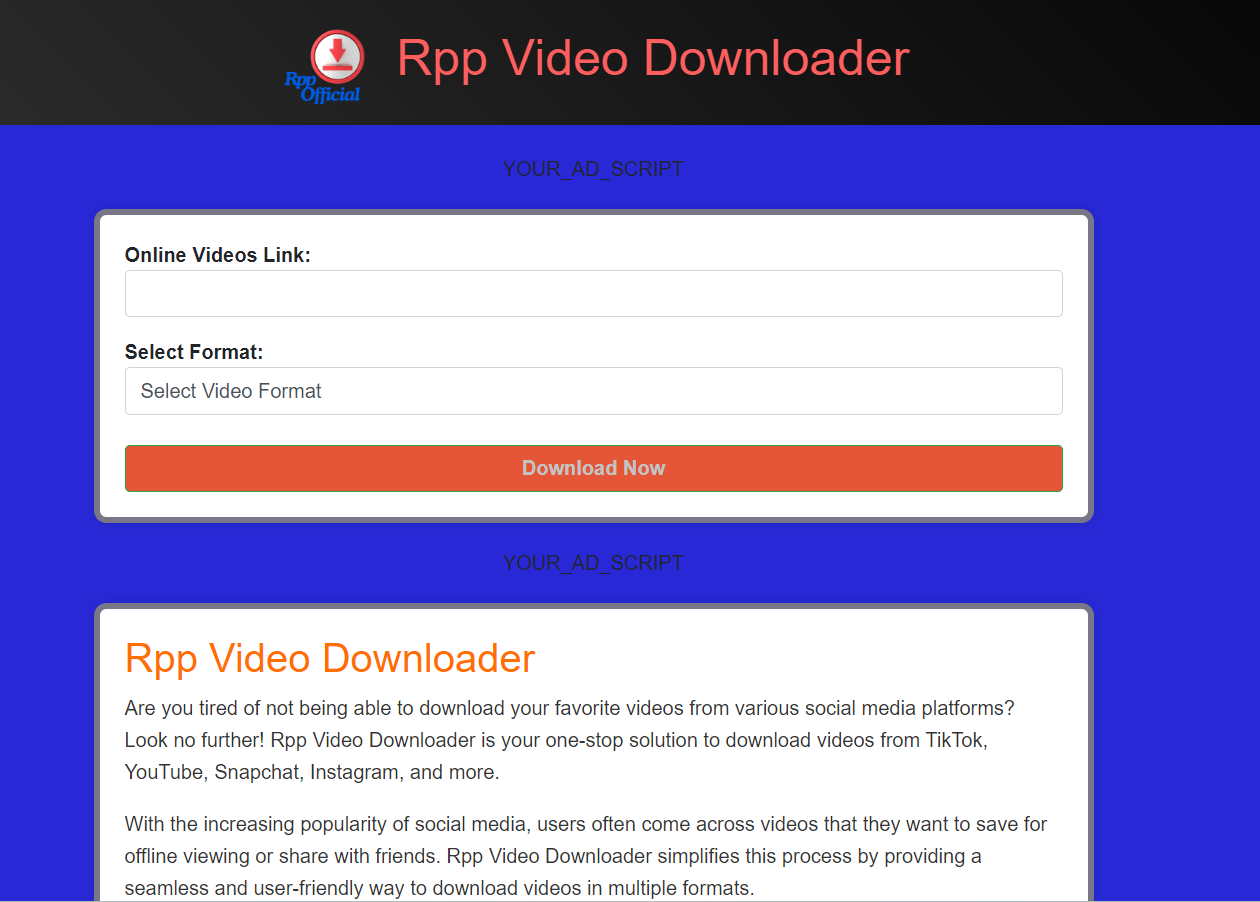 Rpp
Official
Rpp Video Downloader
YOUR_AD_SCRIPT
Online Videos Link:
Select Format:
Select Video Format
Download Now
YOUR_AD_SCRIPT
Rpp Video Downloader
Are you tired of not being able to download your favorite videos from various social media platforms?
Look no further! Rpp Video Downloader is your one-stop solution to download videos from TikTok,
YouTube, Snapchat, Instagram, and more.
With the increasing popularity of social media, users often come across videos that they want to save for
offline viewing or share with friends. Rpp Video Downloader simplifies this process by providing a
seamless and user-friendly way to download videos in multiple formats.